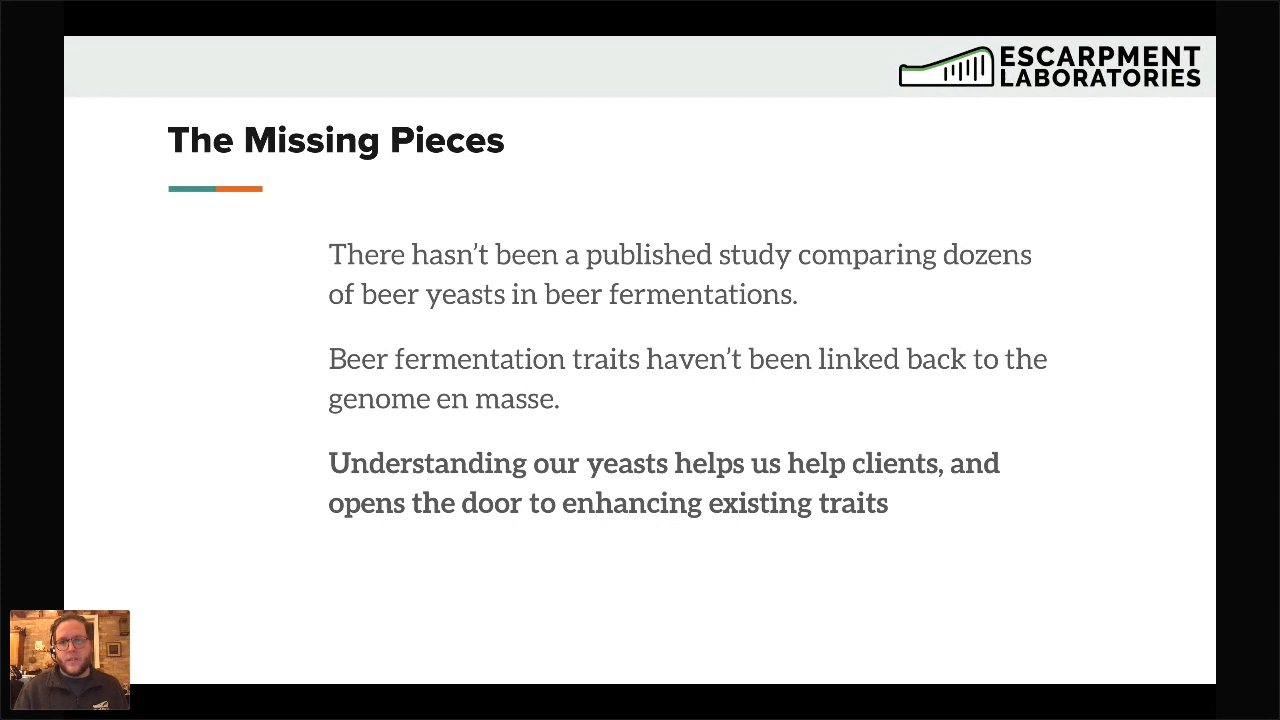 ESCARPMENT
LABORATORIES
The Missing Pieces
There hasn’t been a published study comparing dozens
of beer yeasts in beer fermentations.
Beer fermentation traits haven’t been linked back to the
genome en masse.
Understanding our yeasts helps us help clients, and
opens the door to enhancing existing traits